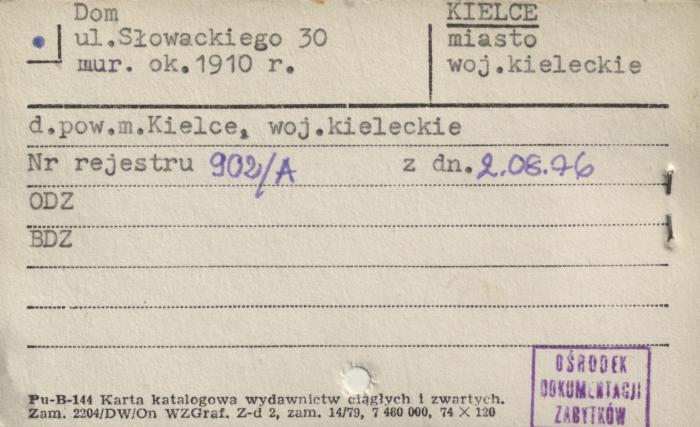 Dom
ul.Słowackiego 30
mur. ok.1910 r.
KIELCE
miasto
woj.kieleckie
d.pow.m.Kielce, woj.kieleckie
Nr rejestru 902/A z dn. 2.08.76
ODZ
BDZ
Pu-B-144 Karta katalogowa wydawnictw ciągłych i zwartych.
Zam. 2204/DW/On WZGraf. Z-d 2, zam. 14/79, 7 480 000, 74 × 120
OŚRODEK
DOKUMENTACJI
ZABYTKÓW